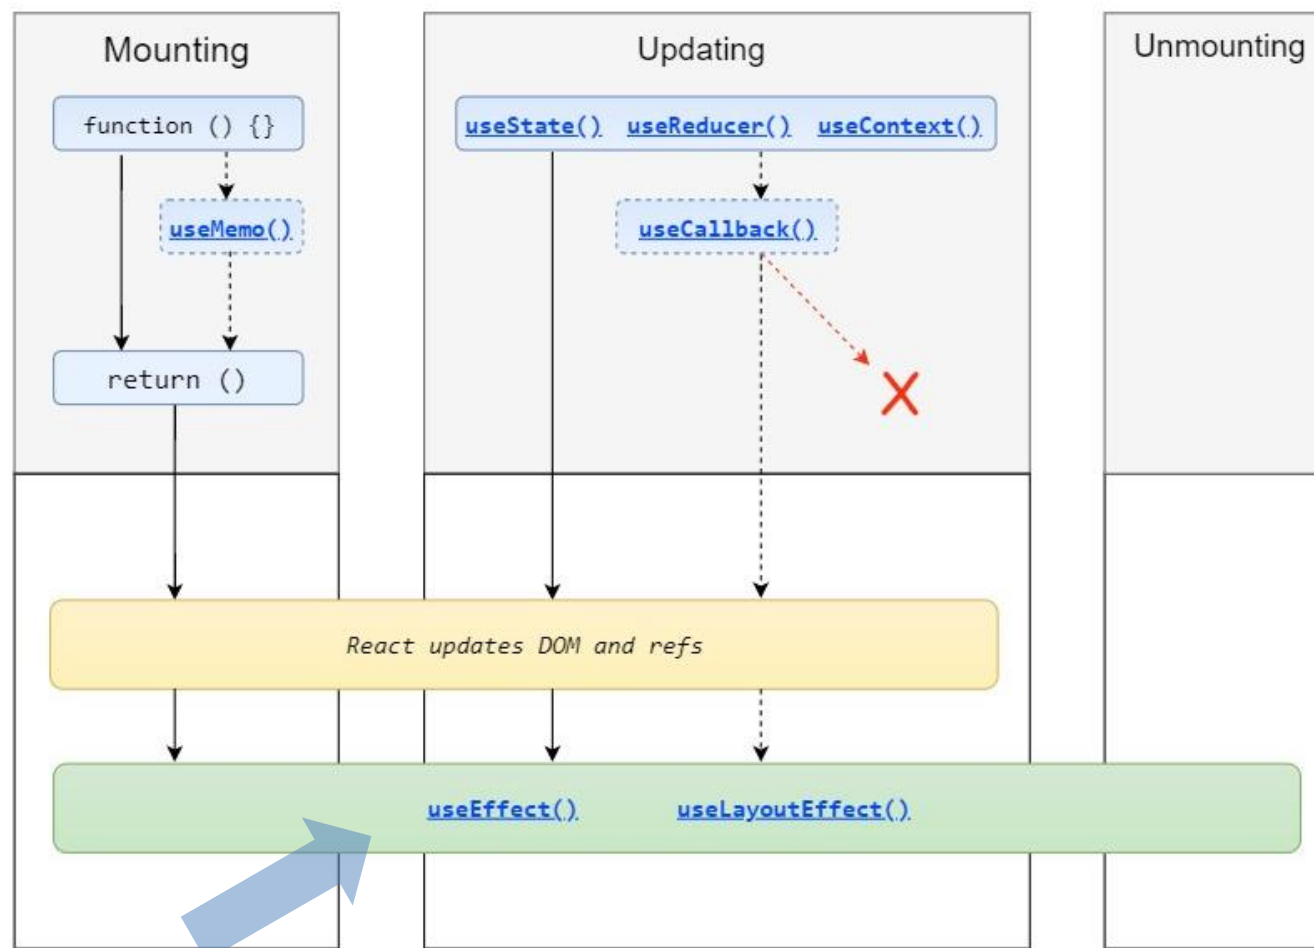 Mounting
function () {}
useMemo()
return ()
Updating
useState() useReducer() useContext()
useCallback()
Unmounting
React updates DOM and refs
useEffect() useLayoutEffect()